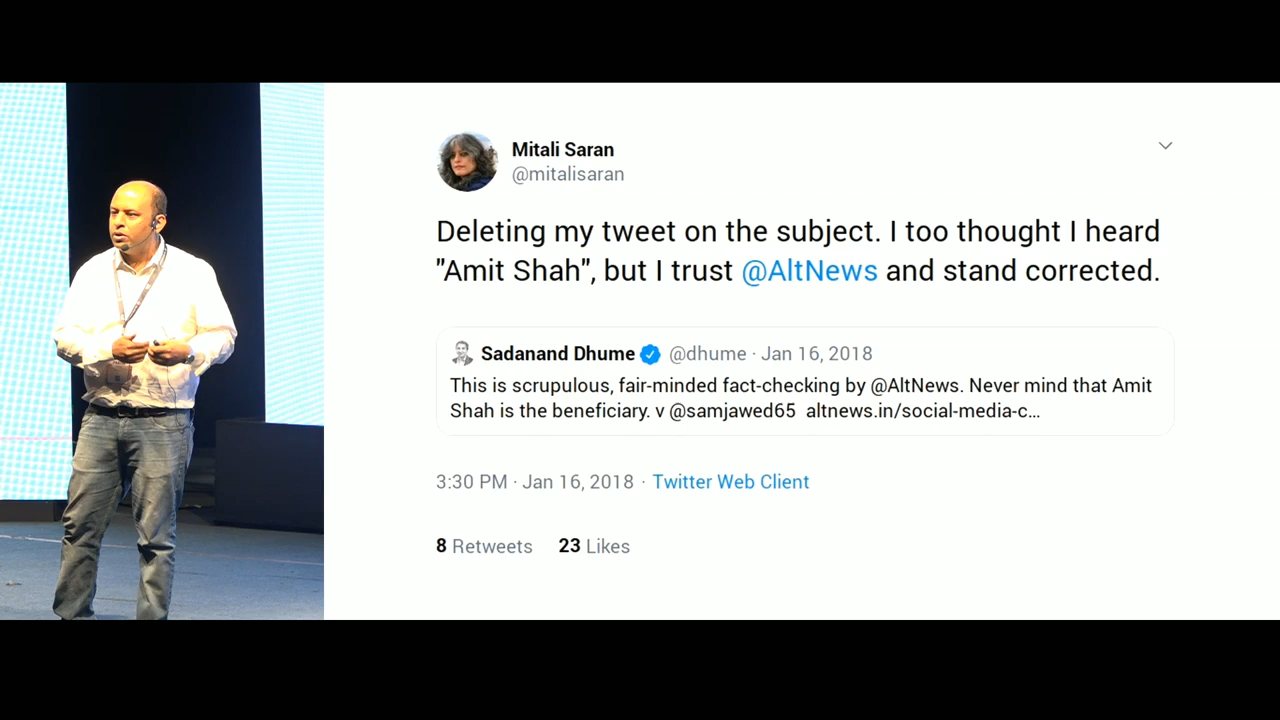 Mitali Saran
@mitalisaran
Deleting my tweet on the subject. I too thought I heard
"Amit Shah", but I trust @AltNews and stand corrected.
Sadanand Dhume @dhume · Jan 16, 2018
This is scrupulous, fair-minded fact-checking by @AltNews. Never mind that Amit
Shah is the beneficiary. v @samjawed65 altnews.in/social-media-c…
3:30 PM · Jan 16, 2018 · Twitter Web Client
8 Retweets 23 Likes